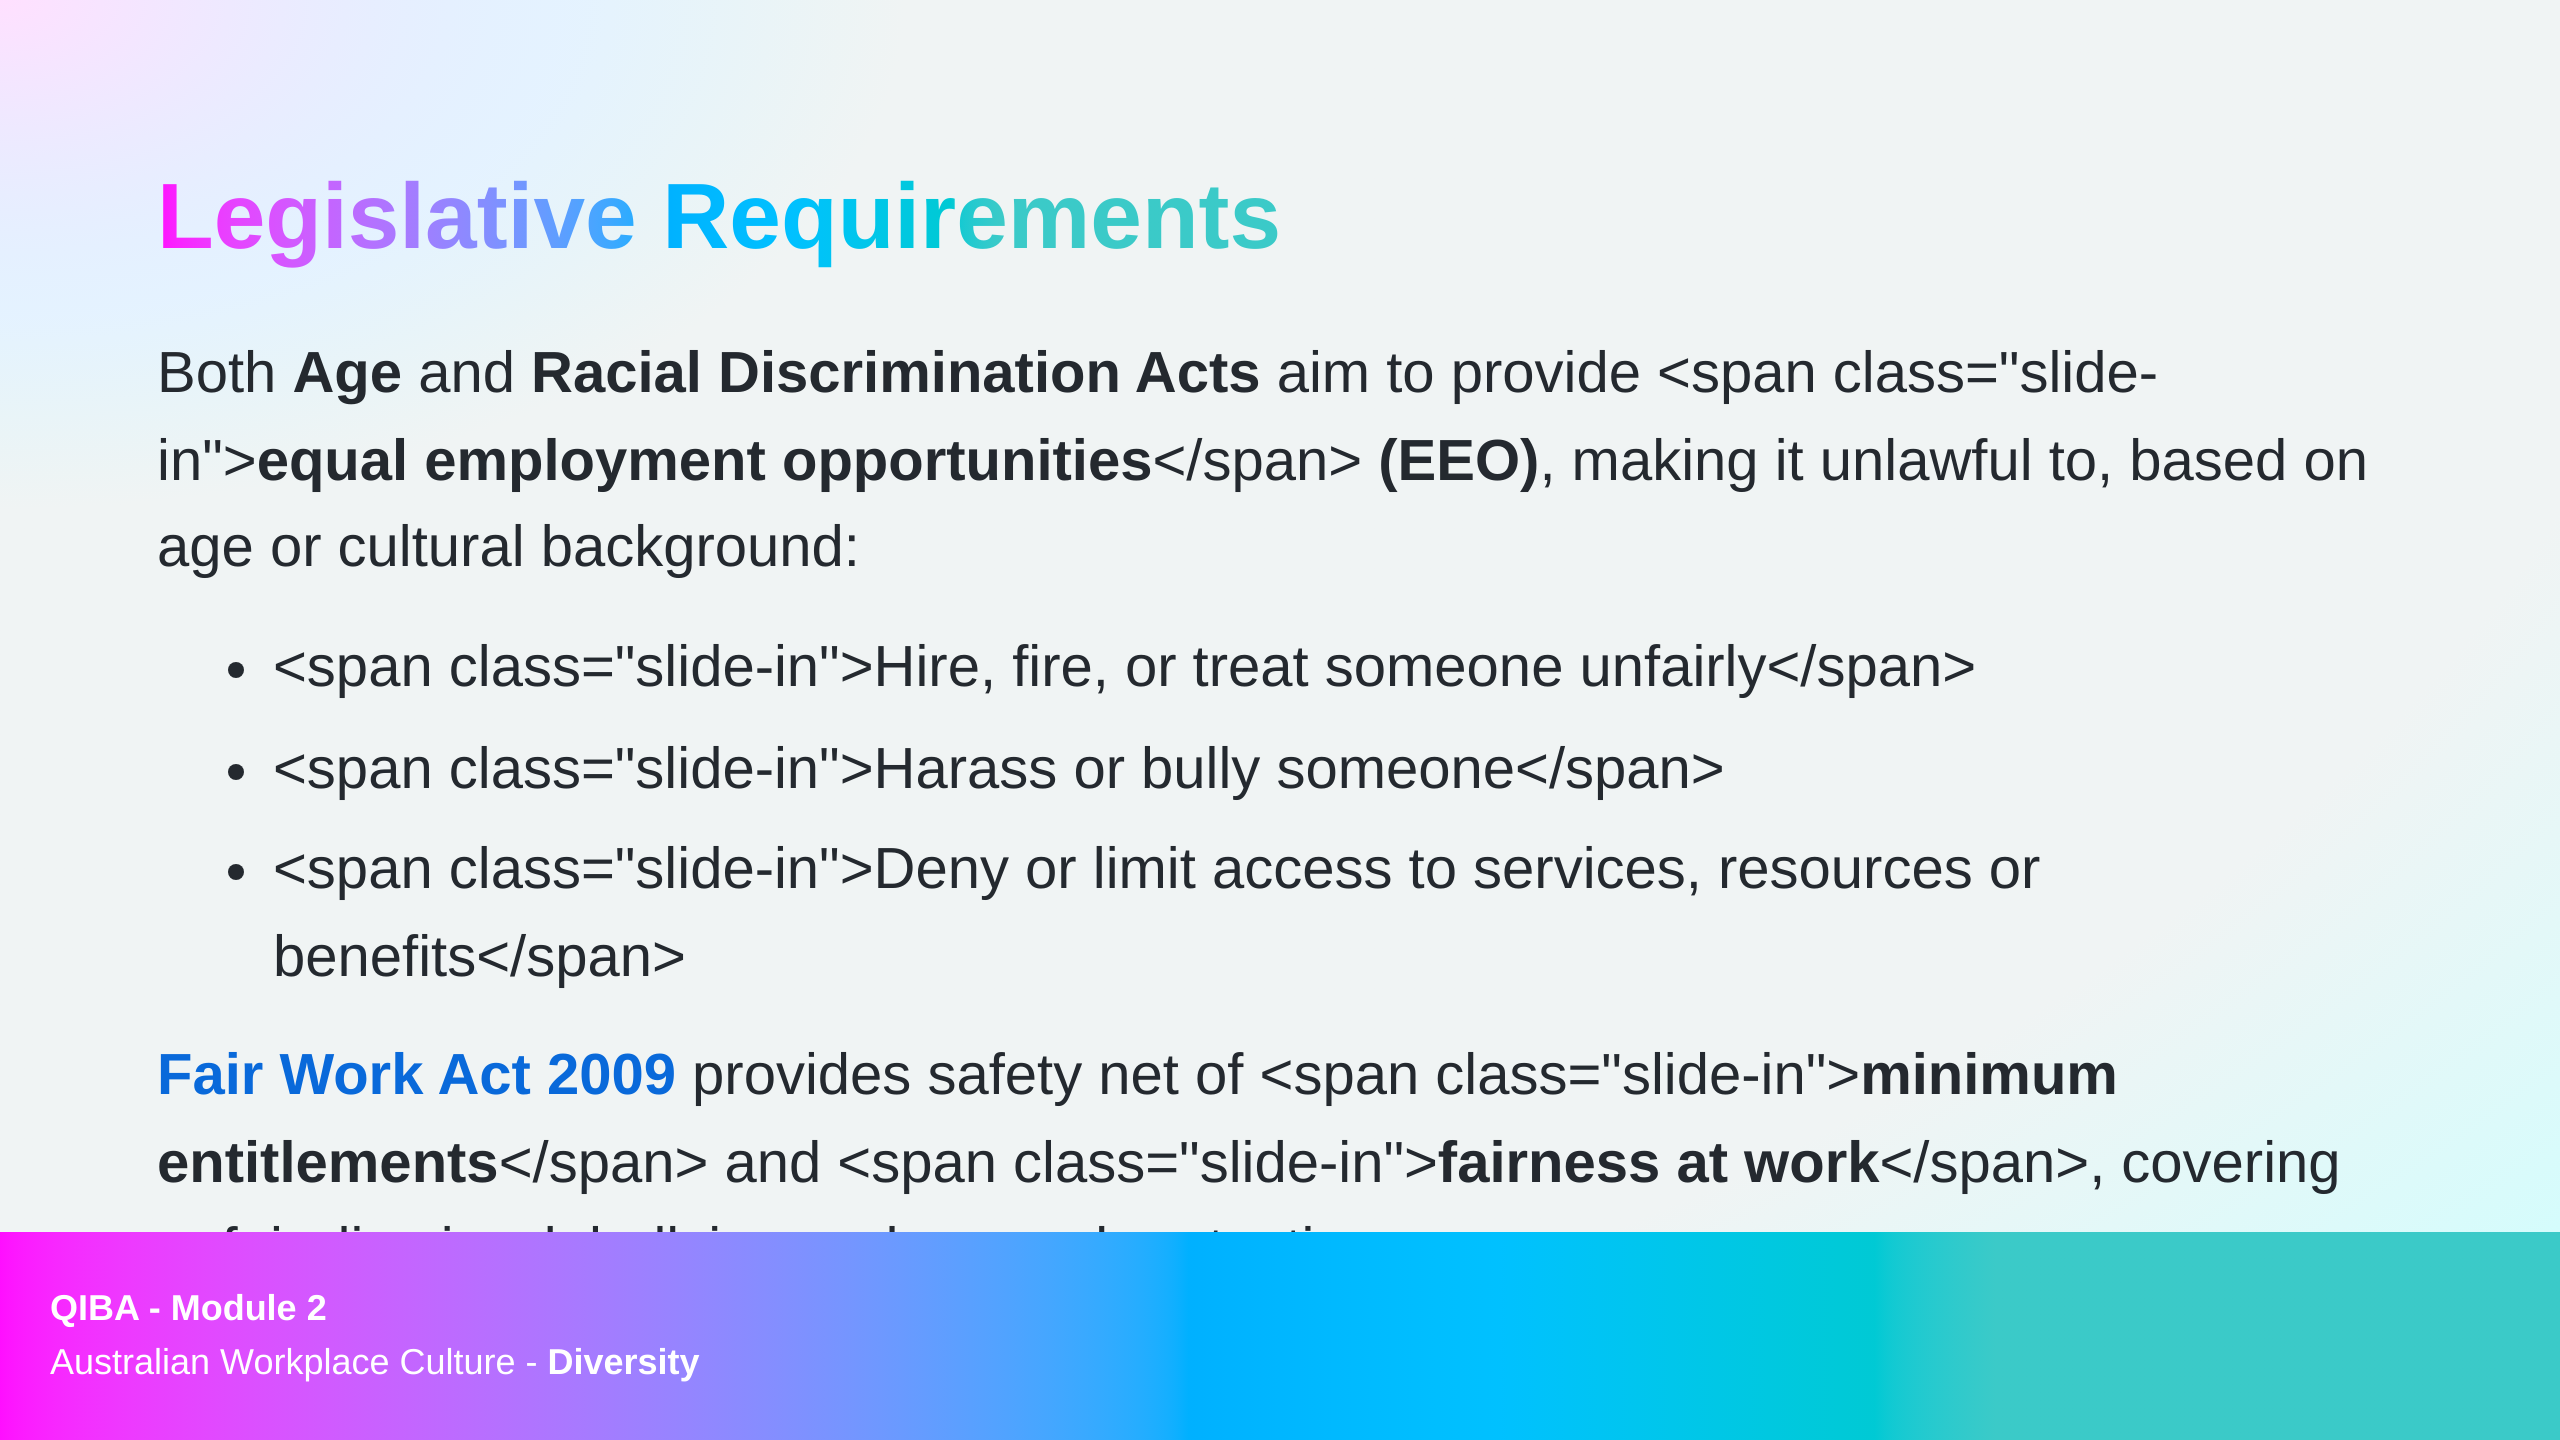 Legislative Requirements
Both Age and Racial Discrimination Acts aim to provide <span class="slide-
in">equal employment opportunities</span> (EEO), making it unlawful to, based on
age or cultural background:
• <span class="slide-in">Hire, fire, or treat someone unfairly</span>
• <span class="slide-in">Harass or bully someone</span>
• <span class="slide-in">Deny or limit access to services, resources or
benefits</span>
Fair Work Act 2009 provides safety net of <span class="slide-in">minimum
entitlements</span> and <span class="slide-in">fairness at work</span>, covering
QIBA - Module 2
Australian Workplace Culture - Diversity